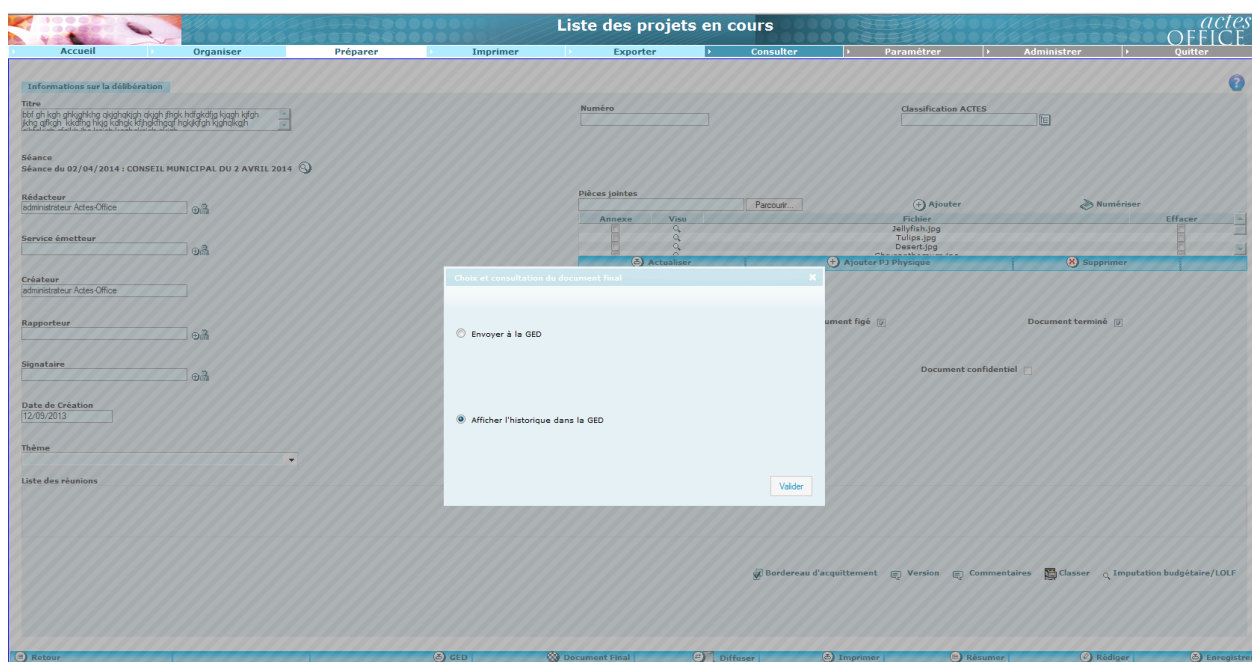 Liste des projets en cours
actes
OFFICE
Accueil Organiser Préparer Imprimer Exporter Consulter Paramétrer Administrer Quitter
Informations sur la délibération
Titre
Numéro
Classification ACTES
Séance
Séance du 02/04/2014 : CONSEIL MUNICIPAL DU 2 AVRIL 2014
Rédacteur
administrateur Actes-Office
Pièces jointes
Parcourir...
Ajouter
Numériser
Annexe Visu Fichier Effacer
Jellyfish.jpg
Tulips.jpg
Desert.jpg
Service émetteur
Actualiser Ajouter PJ Physique Supprimer
Créateur
administrateur Actes-Office
Choix et consultation du document final
Rapporteur
Envoyer à la GED
ument figé
Document terminé
Signataire
Document confidentiel
Date de Création
12/09/2013
Afficher l'historique dans la GED
Thème
Liste des réunions
Valider
Bordereau d'acquittement Version Commentaires Classer Imputation budgétaire/LOLF
Retour GED Document Final Diffuser Imprimer Résumer Rédiger Enregistrer